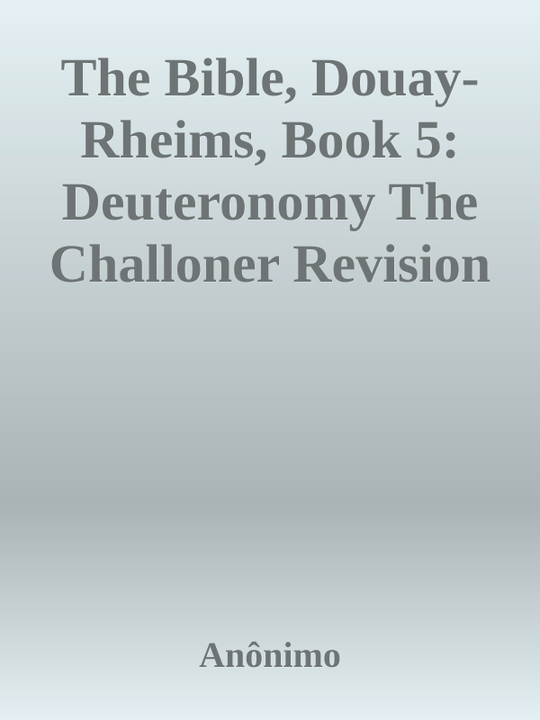 The Bible, Douay-
Rheims, Book 5:
Deuteronomy The
Challoner Revision
Anônimo